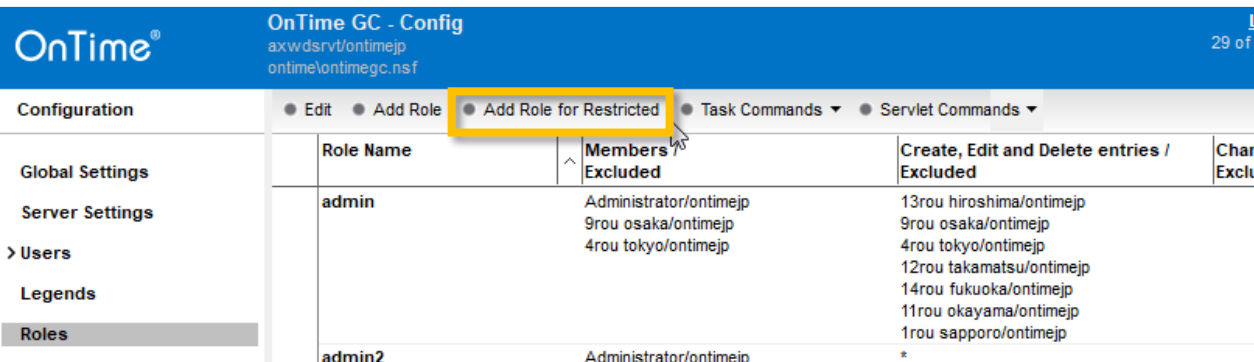 OnTime®
OnTime GC - Config
axwdsrvt/ontimejp
ontime\ontimegc.nsf
29 of
Configuration
Global Settings
Server Settings
Users
Legends
Roles
Edit Add Role Add Role for Restricted Task Commands Servlet Commands
Role Name
Members /
Excluded
Create, Edit and Delete entries /
Excluded
admin
Administrator/ontimejp
9rou osaka/ontimejp
4rou tokyo/ontimejp
13rou hiroshima/ontimejp
9rou osaka/ontimejp
4rou tokyo/ontimejp
12rou takamatsu/ontimejp
14rou fukuoka/ontimejp
11rou okayama/ontimejp
1rou sapporo/ontimejp
admin2
Administrator/ontimejp
*